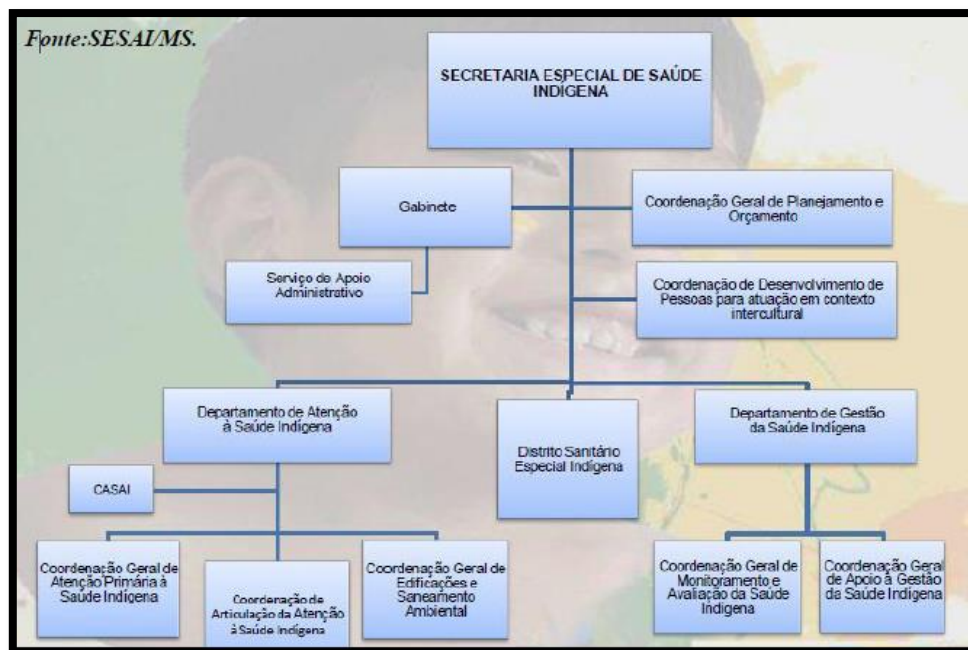 Fonte:SESAI/MS.
SECRETARIA ESPECIAL DE SAÚDE
INDÍGENA
Gabinete
Coordenação Geral de Planejamento e
Orçamento
Serviço de Apoio
Administrativo
Coordenação de Desenvolvimento de
Pessoas para atuação em contexto
intercultural
Departamento de Atenção
à Saúde Indígena
Distrito Sanitário
Especial Indígena
Departamento de Gestão
da Saúde Indígena
CASAI
Coordenação Geral de
Atenção Primária à
Saúde Indígena
Coordenação de
Articulação da Atenção
à Saúde Indígena
Coordenação Geral de
Edificações e
Saneamento
Ambiental
Coordenação Geral de
Monitoramento e
Avaliação da Saúde
Indígena
Coordenação Geral
de Apoio à Gestão
da Saúde Indígena